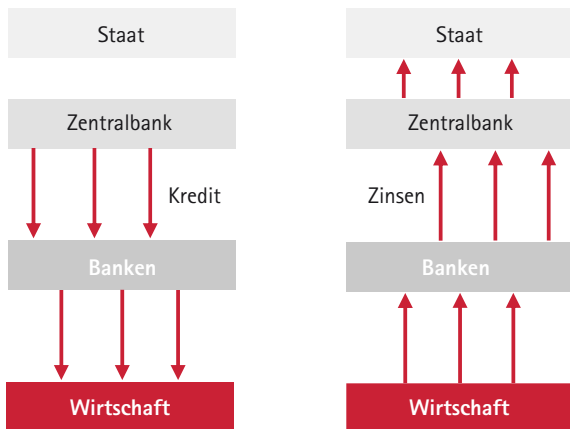 Staat
Zentralbank
Kredit
Banken
Wirtschaft
Staat
Zentralbank
Zinsen
Banken
Wirtschaft